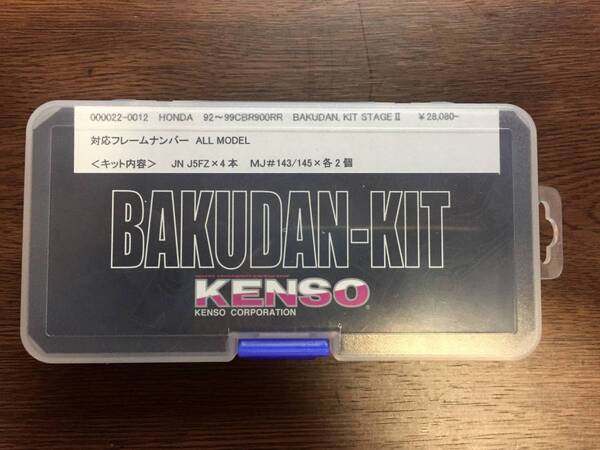 000022-0012 HONDA 92～99CBR900RR BAKUDAN, KIT STAGEⅡ ￥28,080-
対応フレームナンバー ALL MODEL
＜キット内容＞ JN J5FZ×4本 MJ#143/145×各2個
BAKUDAN-KIT
KENSO®
KENSO CORPORATION